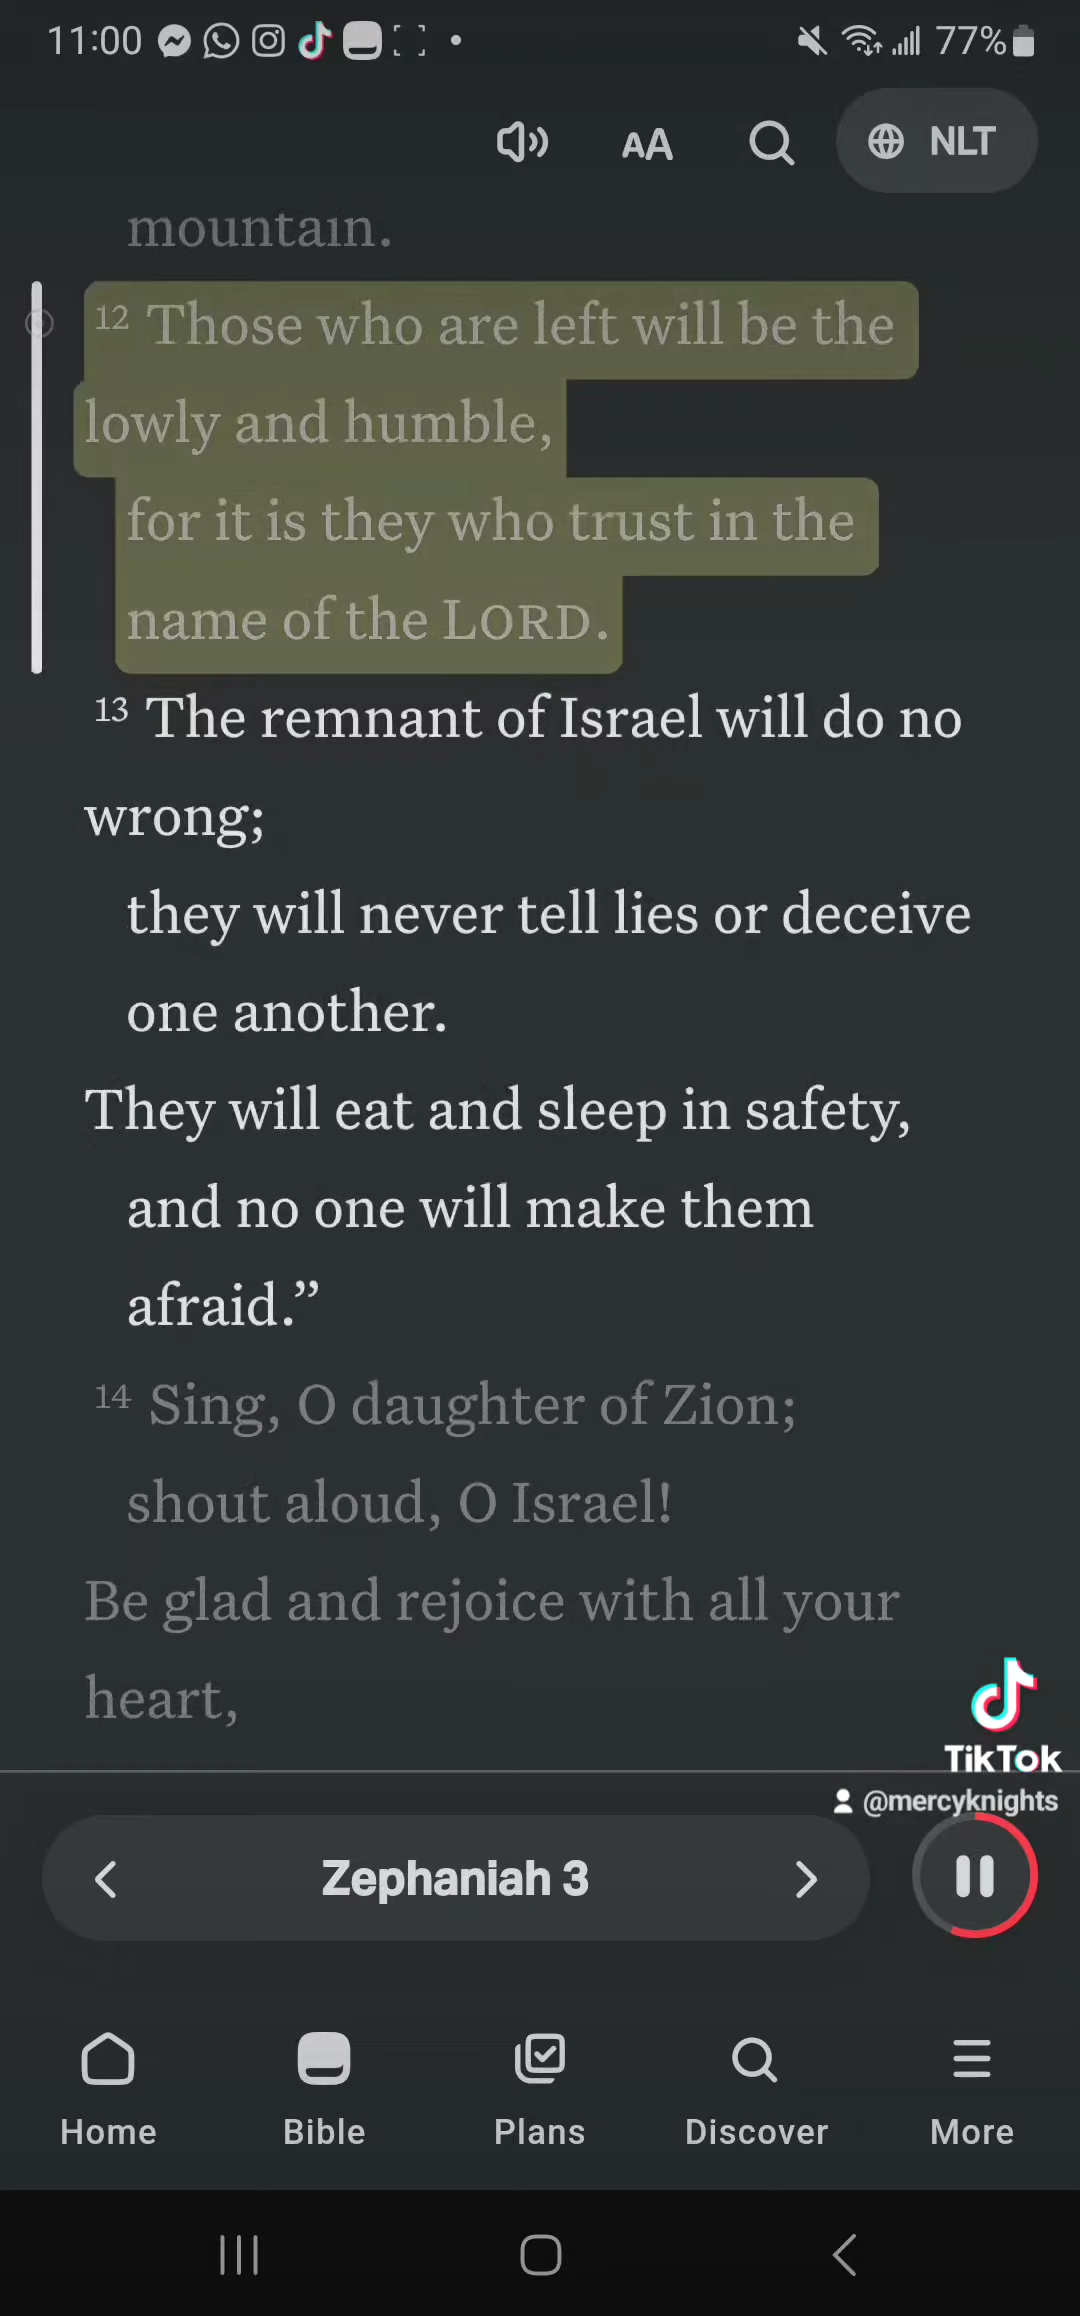 11:00
77%
AA
NLT
mountain.
12 Those who are left will be the
lowly and humble,
for it is they who trust in the
name of the LORD.
13 The remnant of Israel will do no
wrong;
they will never tell lies or deceive
one another.
They will eat and sleep in safety,
and no one will make them
afraid.”
14 Sing, O daughter of Zion;
shout aloud, O Israel!
Be glad and rejoice with all your
heart,
TikTok
@mercyknights
Zephaniah 3
Home Bible Plans Discover More